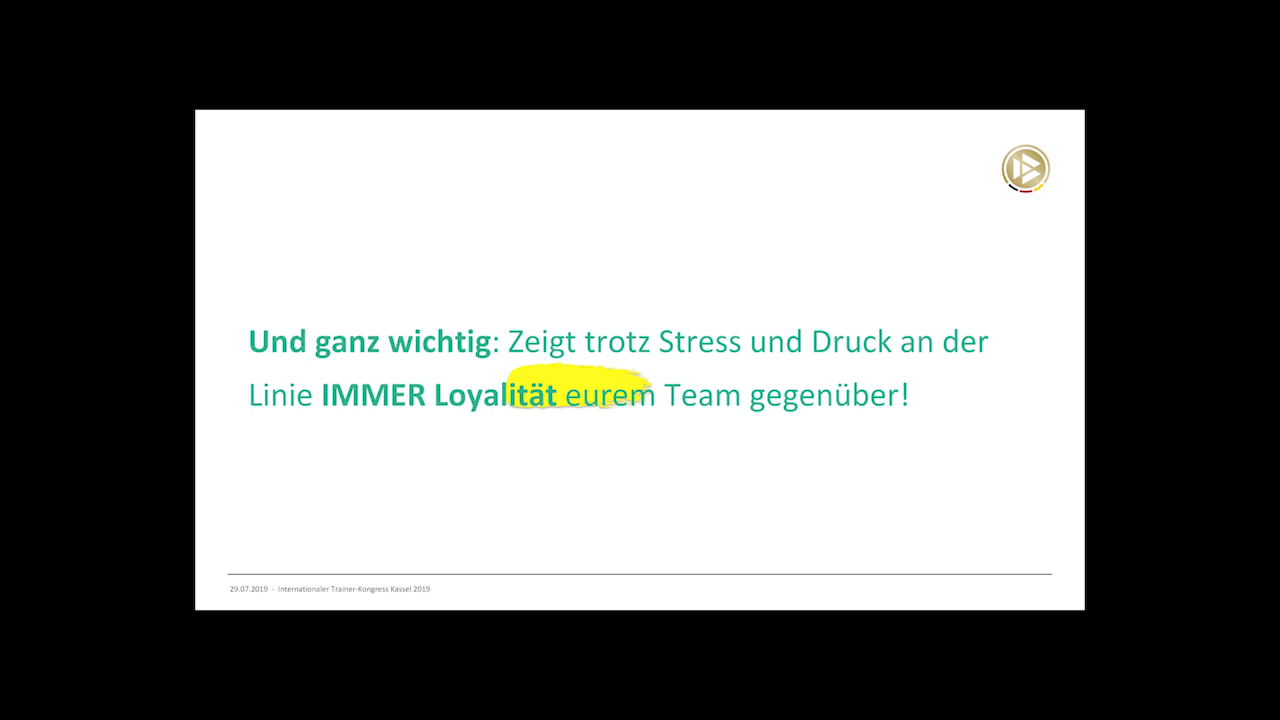 Und ganz wichtig: Zeigt trotz Stress und Druck an der
Linie IMMER Loyalität eurem Team gegenüber!
29.07.2019 - Internationaler Trainer-Kongress Kassel 2019